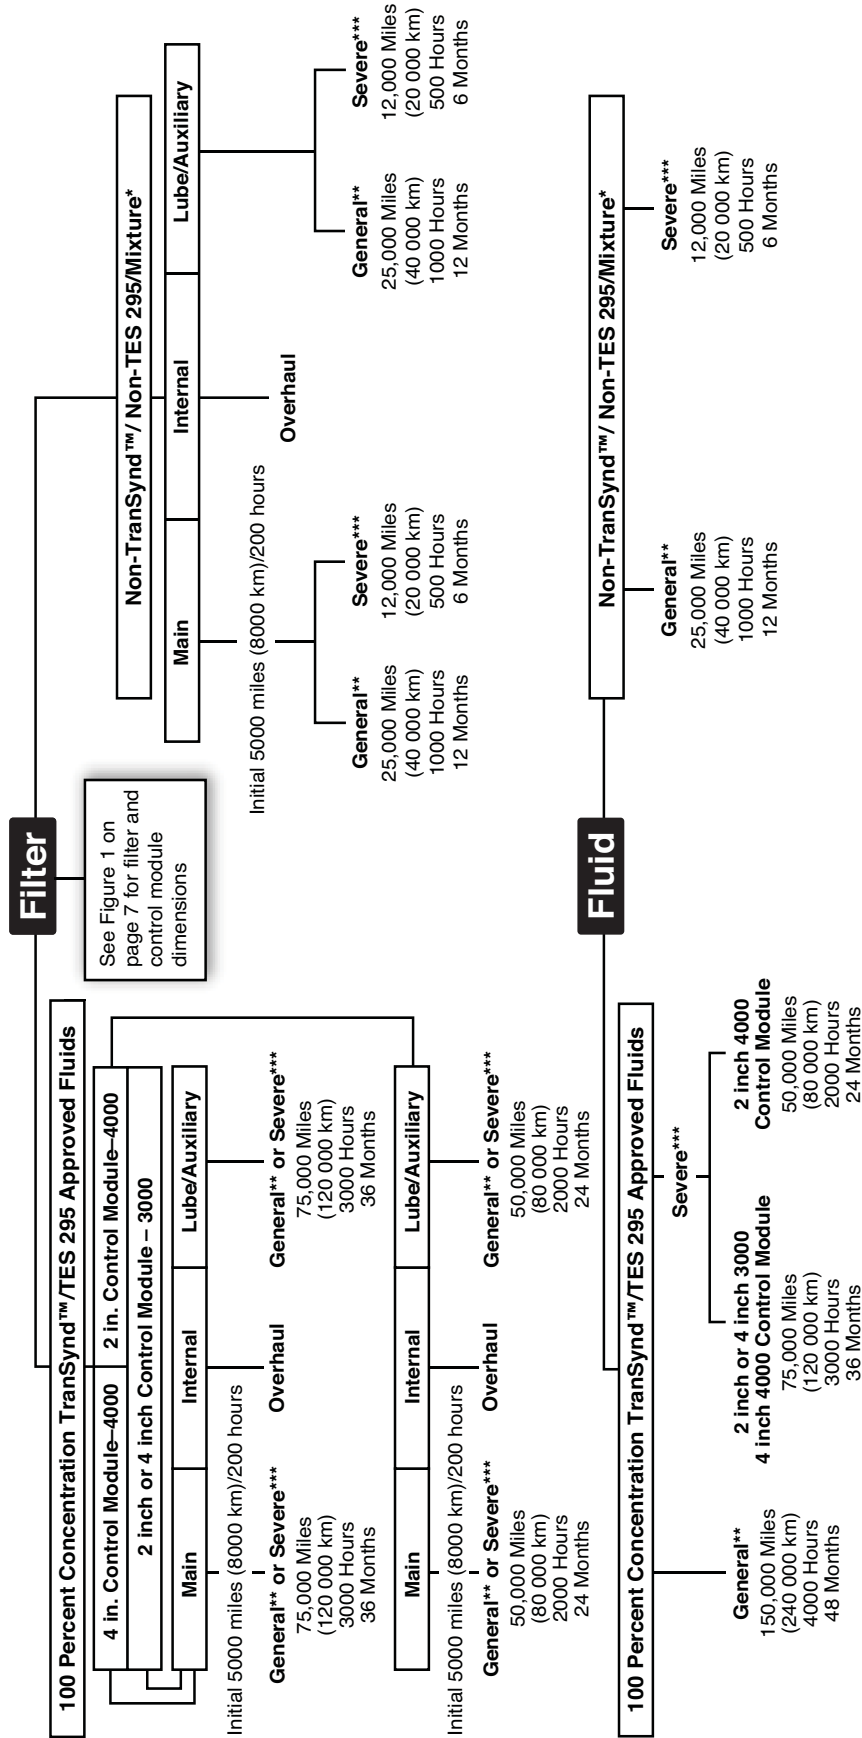 Filter
See Figure 1 on
page 7 for filter and
control module
dimensions
100 Percent Concentration TranSynd™/TES 295 Approved Fluids
4 in. Control Module–4000
2 in. Control Module–4000
2 inch or 4 inch Control Module – 3000
Main
Internal
Lube/Auxiliary
Initial 5000 miles (8000 km)/200 hours
General** or Severe***
75,000 Miles
(120 000 km)
3000 Hours
36 Months
Overhaul
General** or Severe***
75,000 Miles
(120 000 km)
3000 Hours
36 Months
Main
Internal
Lube/Auxiliary
Initial 5000 miles (8000 km)/200 hours
General** or Severe***
50,000 Miles
(80 000 km)
2000 Hours
24 Months
Overhaul
General** or Severe***
50,000 Miles
(80 000 km)
2000 Hours
24 Months
Non-TranSynd™/ Non-TES 295/Mixture*
Main
Internal
Lube/Auxiliary
Initial 5000 miles (8000 km)/200 hours
General**
25,000 Miles
(40 000 km)
1000 Hours
12 Months
Severe***
12,000 Miles
(20 000 km)
500 Hours
6 Months
Overhaul
General**
25,000 Miles
(40 000 km)
1000 Hours
12 Months
Severe***
12,000 Miles
(20 000 km)
500 Hours
6 Months
Fluid
100 Percent Concentration TranSynd™/TES 295 Approved Fluids
General**
150,000 Miles
(240 000 km)
4000 Hours
48 Months
Severe***
2 inch or 4 inch 3000
4 inch 4000 Control Module
75,000 Miles
(120 000 km)
3000 Hours
36 Months
2 inch 4000
Control Module
50,000 Miles
(80 000 km)
2000 Hours
24 Months
Non-TranSynd™/ Non-TES 295/Mixture*
General**
25,000 Miles
(40 000 km)
1000 Hours
12 Months
Severe***
12,000 Miles
(20 000 km)
500 Hours
6 Months